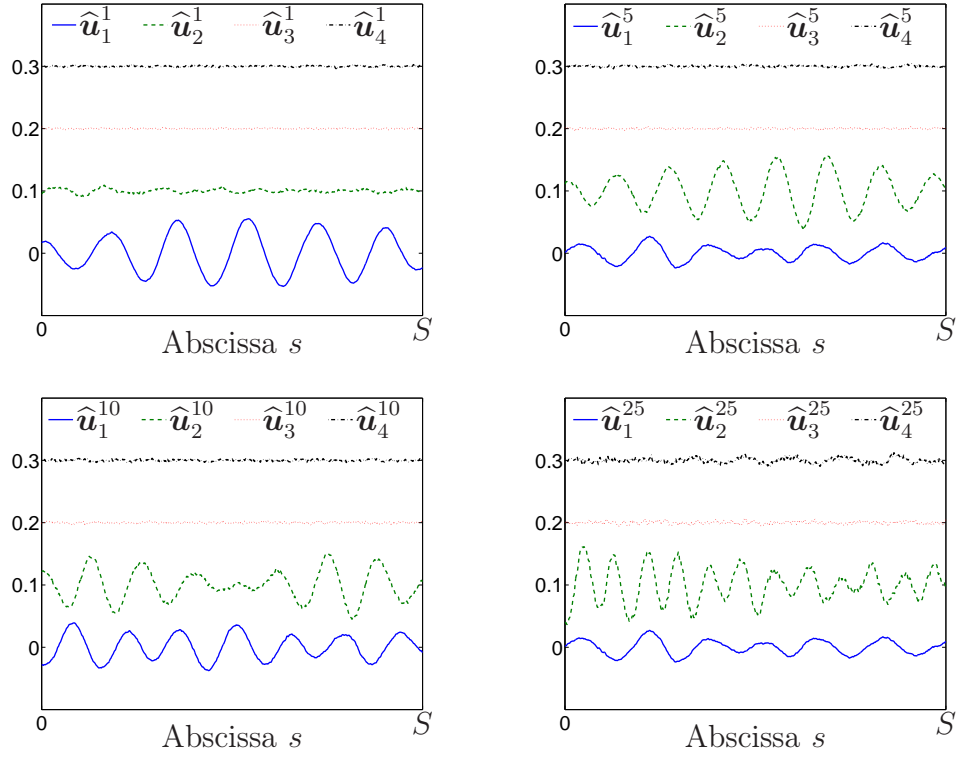 û₁¹ û₂¹ û₃¹ û₄¹
0.3
0.2
0.1
0
0 S
Abscissa s
û₁⁵ û₂⁵ û₃⁵ û₄⁵
0.3
0.2
0.1
0
0 S
Abscissa s
û₁¹⁰ û₂¹⁰ û₃¹⁰ û₄¹⁰
0.3
0.2
0.1
0
0 S
Abscissa s
û₁²⁵ û₂²⁵ û₃²⁵ û₄²⁵
0.3
0.2
0.1
0
0 S
Abscissa s